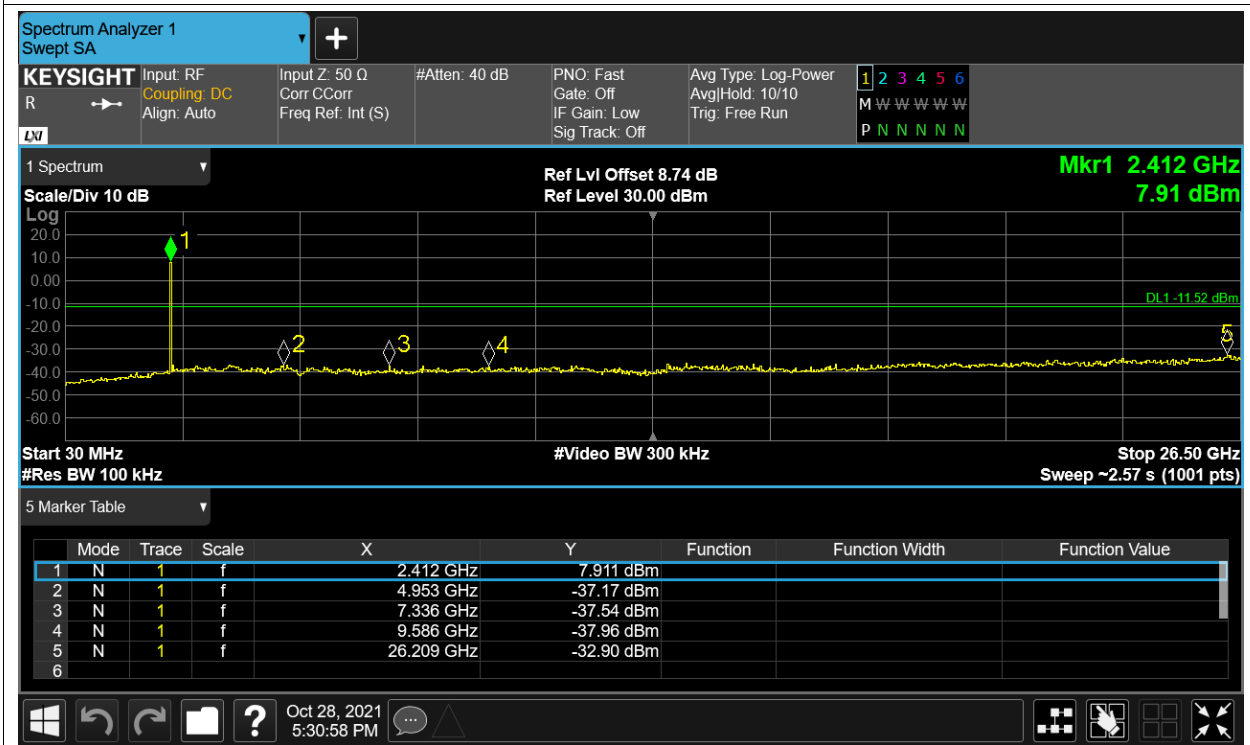 Spectrum Analyzer 1
Swept SA
KEYSIGHT
R
LXI
Input: RF
Coupling: DC
Align: Auto
Input Z: 50 Ω
Corr CCorr
Freq Ref: Int (S)
#Atten: 40 dB
PNO: Fast
Gate: Off
IF Gain: Low
Sig Track: Off
Avg Type: Log-Power
Avg|Hold: 10/10
Trig: Free Run
1 2 3 4 5 6
M W W W W W
P N N N N N
1 Spectrum
Scale/Div 10 dB
Ref Lvl Offset 8.74 dB
Ref Level 30.00 dBm
Mkr1 2.412 GHz
7.91 dBm
Log
20.0
10.0
0.00
-10.0
-20.0
-30.0
-40.0
-50.0
-60.0
1
2
3
4
5
DL1 -11.52 dBm
Start 30 MHz #Video BW 300 kHz Stop 26.50 GHz
#Res BW 100 kHz Sweep ~2.57 s (1001 pts)
5 Marker Table
Mode Trace Scale X Y Function Function Width Function Value
1 N 1 f 2.412 GHz 7.911 dBm
2 N 1 f 4.953 GHz -37.17 dBm
3 N 1 f 7.336 GHz -37.54 dBm
4 N 1 f 9.586 GHz -37.96 dBm
5 N 1 f 26.209 GHz -32.90 dBm
6
?
Oct 28, 2021
5:30:58 PM